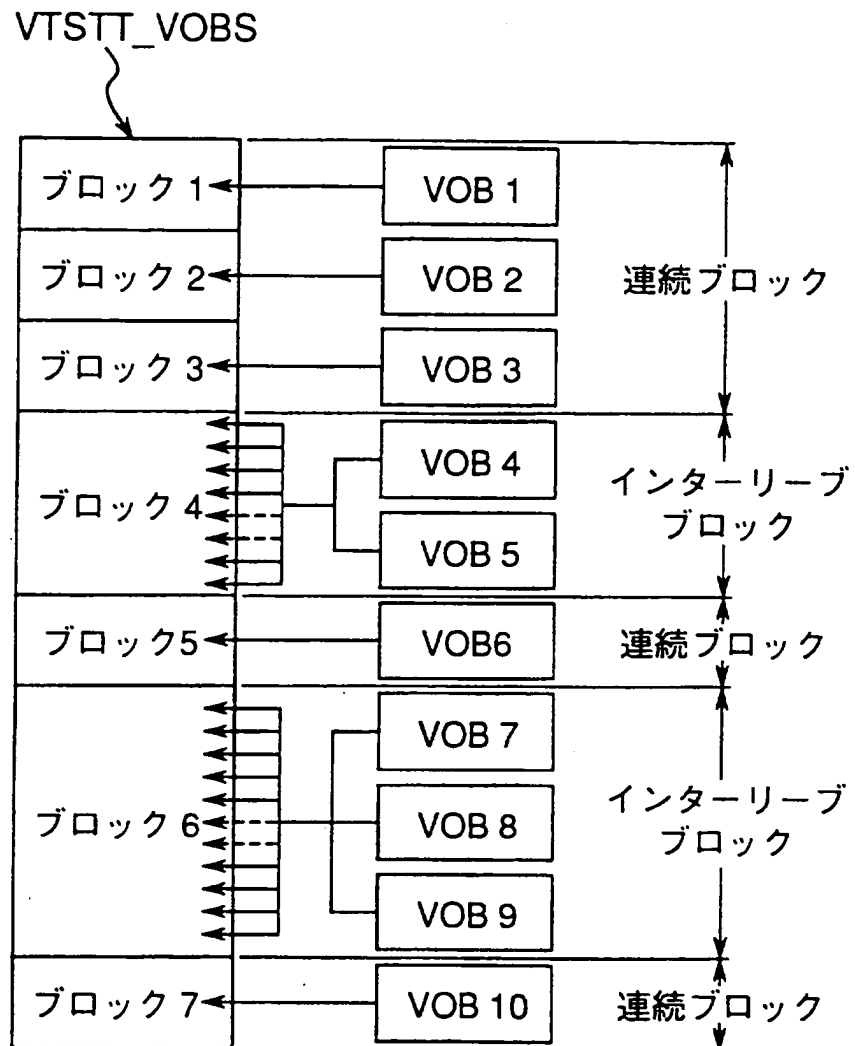 VTSTT_VOBS
ブロック 1
VOB 1
ブロック 2
VOB 2
連続ブロック
ブロック 3
VOB 3
ブロック 4
VOB 4
VOB 5
インターリーブ
ブロック
ブロック5
VOB6
連続ブロック
ブロック 6
VOB 7
VOB 8
VOB 9
インターリーブ
ブロック
ブロック 7
VOB 10
連続ブロック